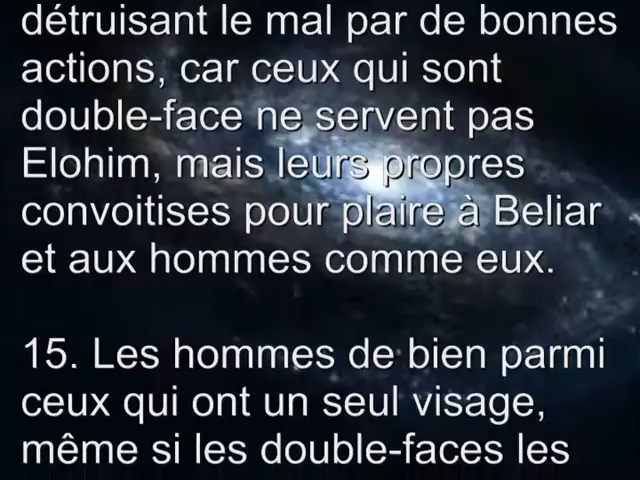 détruisant le mal par de bonnes
actions, car ceux qui sont
double-face ne servent pas
Elohim, mais leurs propres
convoitises pour plaire à Beliar
et aux hommes comme eux.
15. Les hommes de bien parmi
ceux qui ont un seul visage,
même si les double-faces les